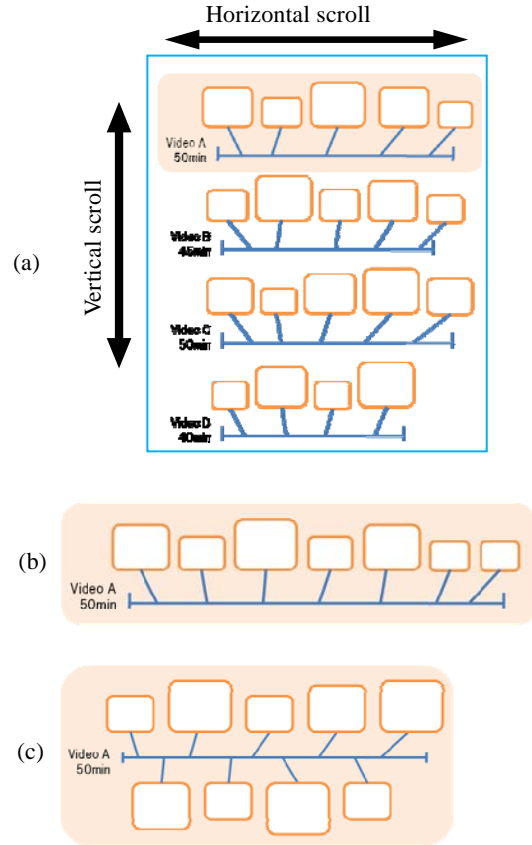 Horizontal scroll
Vertical scroll
(a)
Video A
50min
Video B
45min
Video C
50min
Video D
40min
(b)
Video A
50min
(c)
Video A
50min